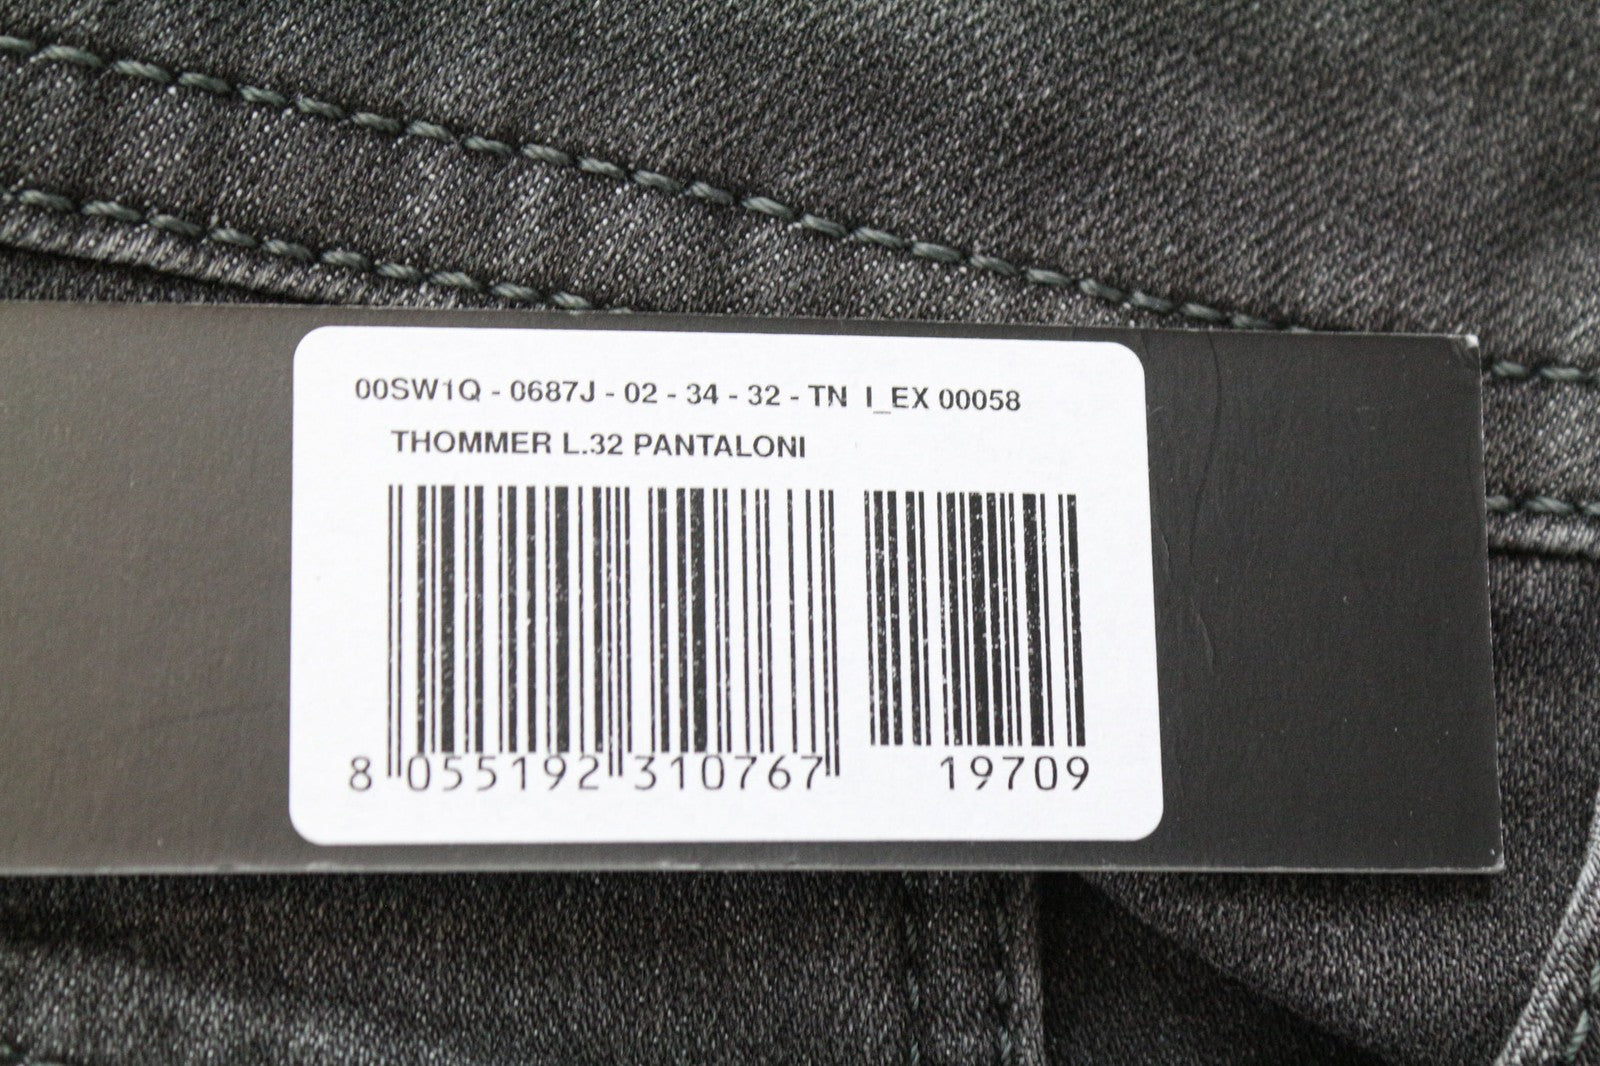 00SW1Q - 0687J - 02 - 34 - 32 - TN I_EX 00058
THOMMER L.32 PANTALONI
8 055192 310767 19709